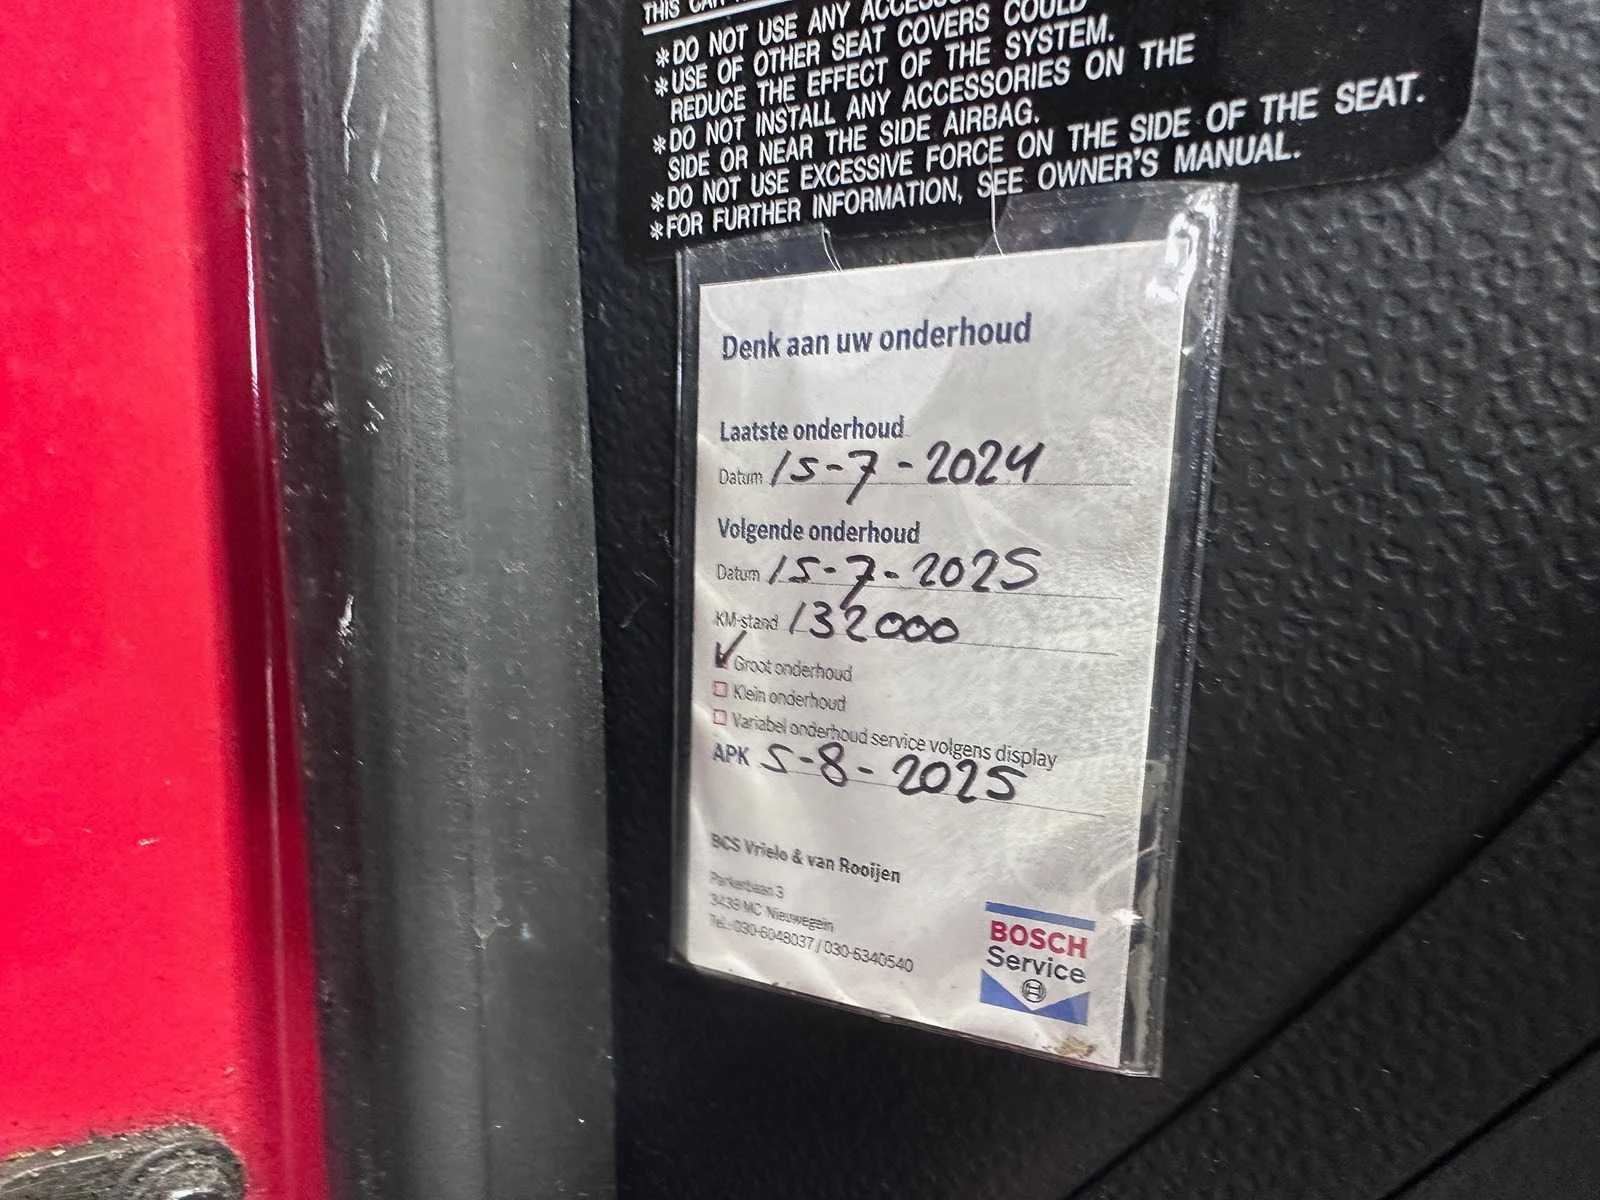 THIS CAR
*DO NOT USE ANY
*USE OF OTHER SEAT COVERS COULD
REDUCE THE EFFECT OF THE SYSTEM.
*DO NOT INSTALL ANY ACCESSORIES ON THE
SIDE OR NEAR THE SIDE AIRBAG.
*DO NOT USE EXCESSIVE FORCE ON THE SIDE OF THE SEAT.
*FOR FURTHER INFORMATION, SEE OWNER'S MANUAL.
Denk aan uw onderhoud
Laatste onderhoud
Datum 15-7-2024
Volgende onderhoud
Datum 15-7-2025
KM-stand 132000
Groot onderhoud
Klein onderhoud
Variabel onderhoud service volgens display
APK 5-8-2025
BCS Vrielo & van Rooijen
Parkerbaan 3
3439 MC Nieuwegein
Tel.: 030-6048037 / 030-6340540
BOSCH
Service